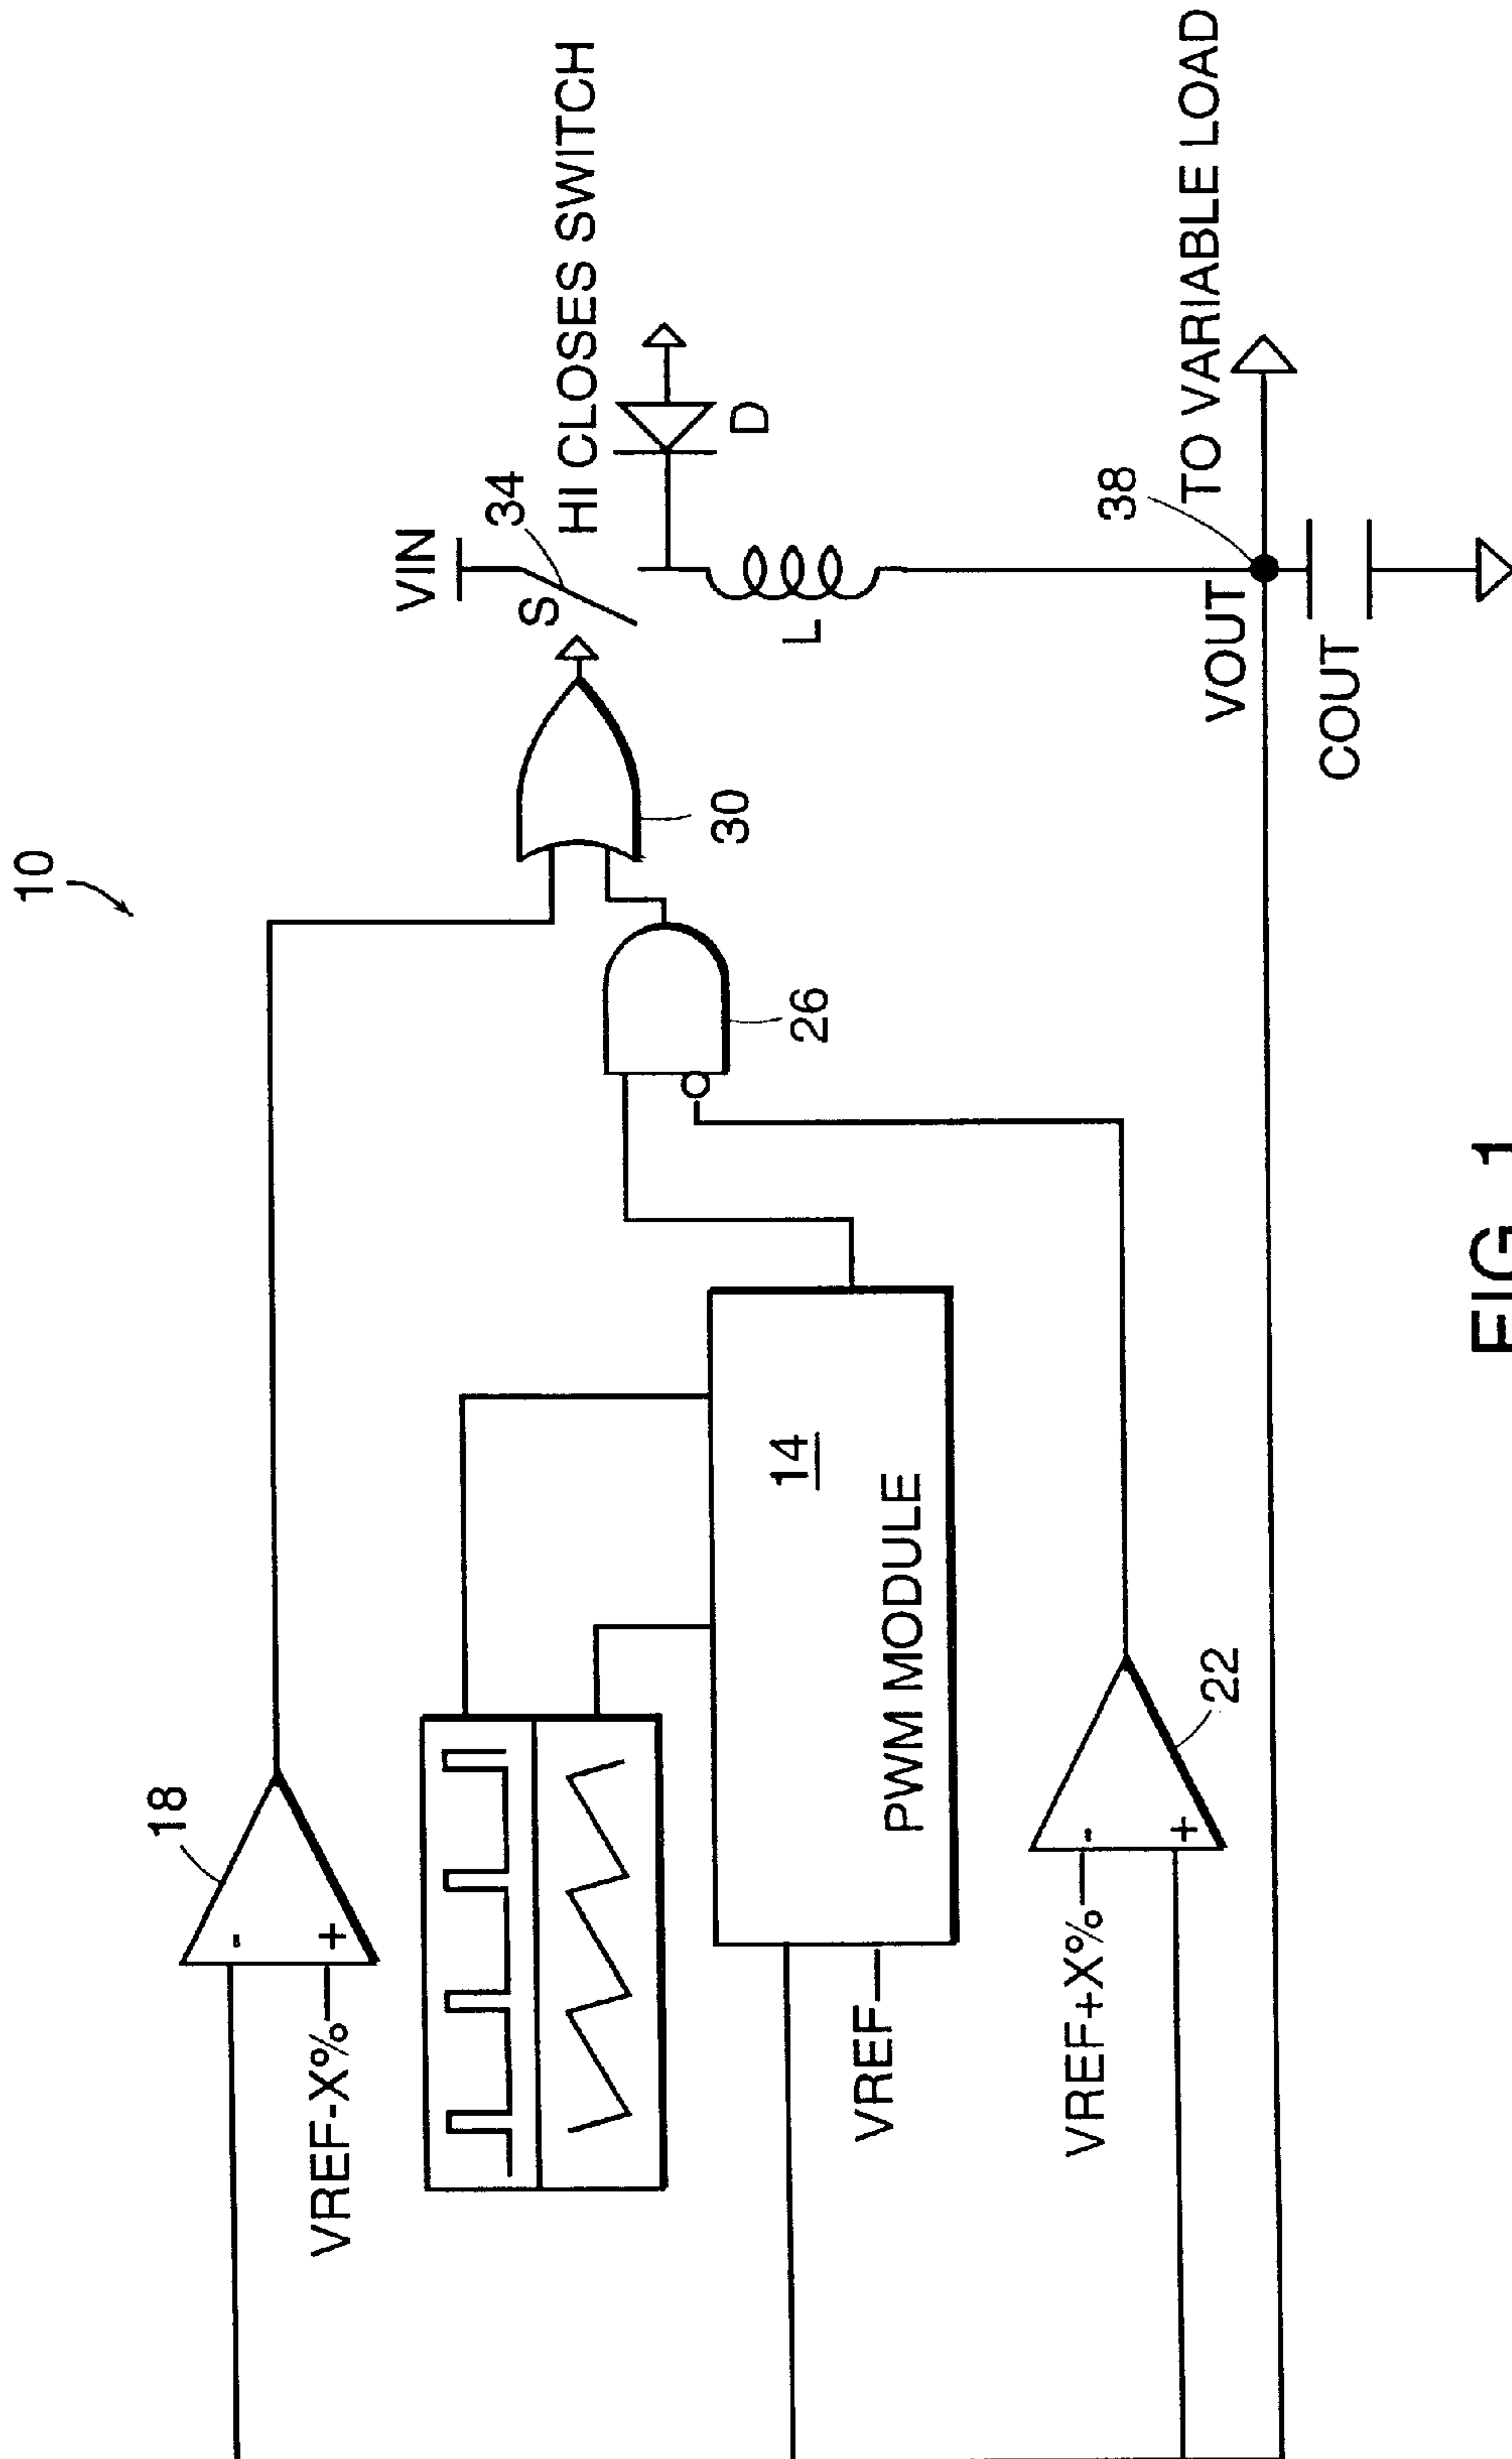 10
VIN
S
34
HI CLOSES SWITCH
D
L
30
26
18
-
+
VREF-X%
14
PWM MODULE
VREF
VREF+X%
-
+
22
38
TO VARIABLE LOAD
VOUT
COUT
FIG. 1